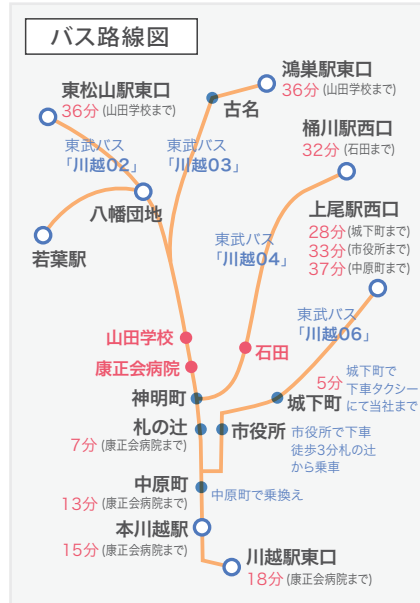 バス路線図
東松山駅東口
36分(山田学校まで)
鴻巣駅東口
36分(山田学校まで)
古名
桶川駅西口
32分(石田まで)
東武バス
「川越02」
東武バス
「川越03」
八幡団地
若葉駅
上尾駅西口
28分(城下町まで)
33分(市役所まで)
37分(中原町まで)
東武バス
「川越04」
東武バス
「川越06」
山田学校
康正会病院
石田
5分
城下町で
下車タクシー
にて当社まで
神明町
城下町
札の辻
7分(康正会病院まで)
市役所
市役所で下車
徒歩3分札の辻
から乗車
中原町
13分(康正会病院まで)
中原町で乗換え
本川越駅
15分(康正会病院まで)
川越駅東口
18分(康正会病院まで)